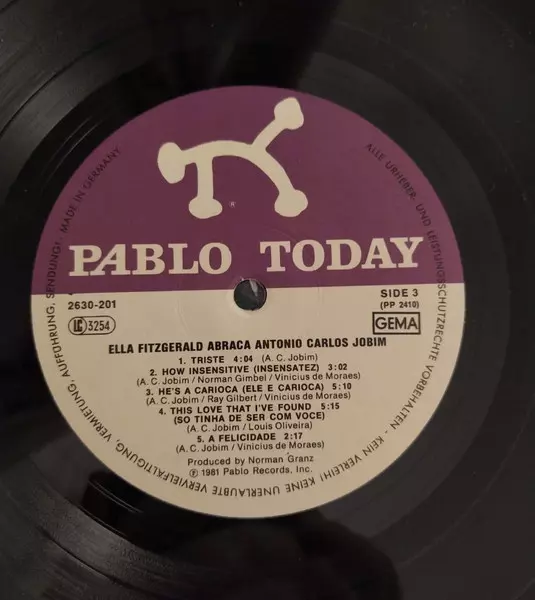 ®
PABLO TODAY
2630-201
SIDE 3
(PP 2410)
LC 3254
GEMA
ELLA FITZGERALD ABRACA ANTONIO CARLOS JOBIM
1. TRISTE 4:04 (A. C. Jobim)
2. HOW INSENSITIVE (INSENSATEZ) 3:02
(A. C. Jobim / Norman Gimbel / Vinicius de Moraes)
3. HE'S A CARIOCA (ELE E CARIOCA) 5:10
(A. C. Jobim / Ray Gilbert / Vinicius de Moraes)
4. THIS LOVE THAT I'VE FOUND 5:15
(SO TINHA DE SER COM VOCE)
(A. C. Jobim / Louis Oliveira)
5. A FELICIDADE 2:17
(A. C. Jobim / Vinicius de Moraes)
Produced by Norman Granz
℗ 1981 Pablo Records, Inc.
ALLE URHEBER- UND LEISTUNGSSCHUTZRECHTE VORBEHALTEN - KEIN VERLEIH! KEINE UNERLAUBTE VERVIELFÄLTIGUNG, VERMIETUNG, AUFFÜHRUNG, SENDUNG! MADE IN GERMANY.